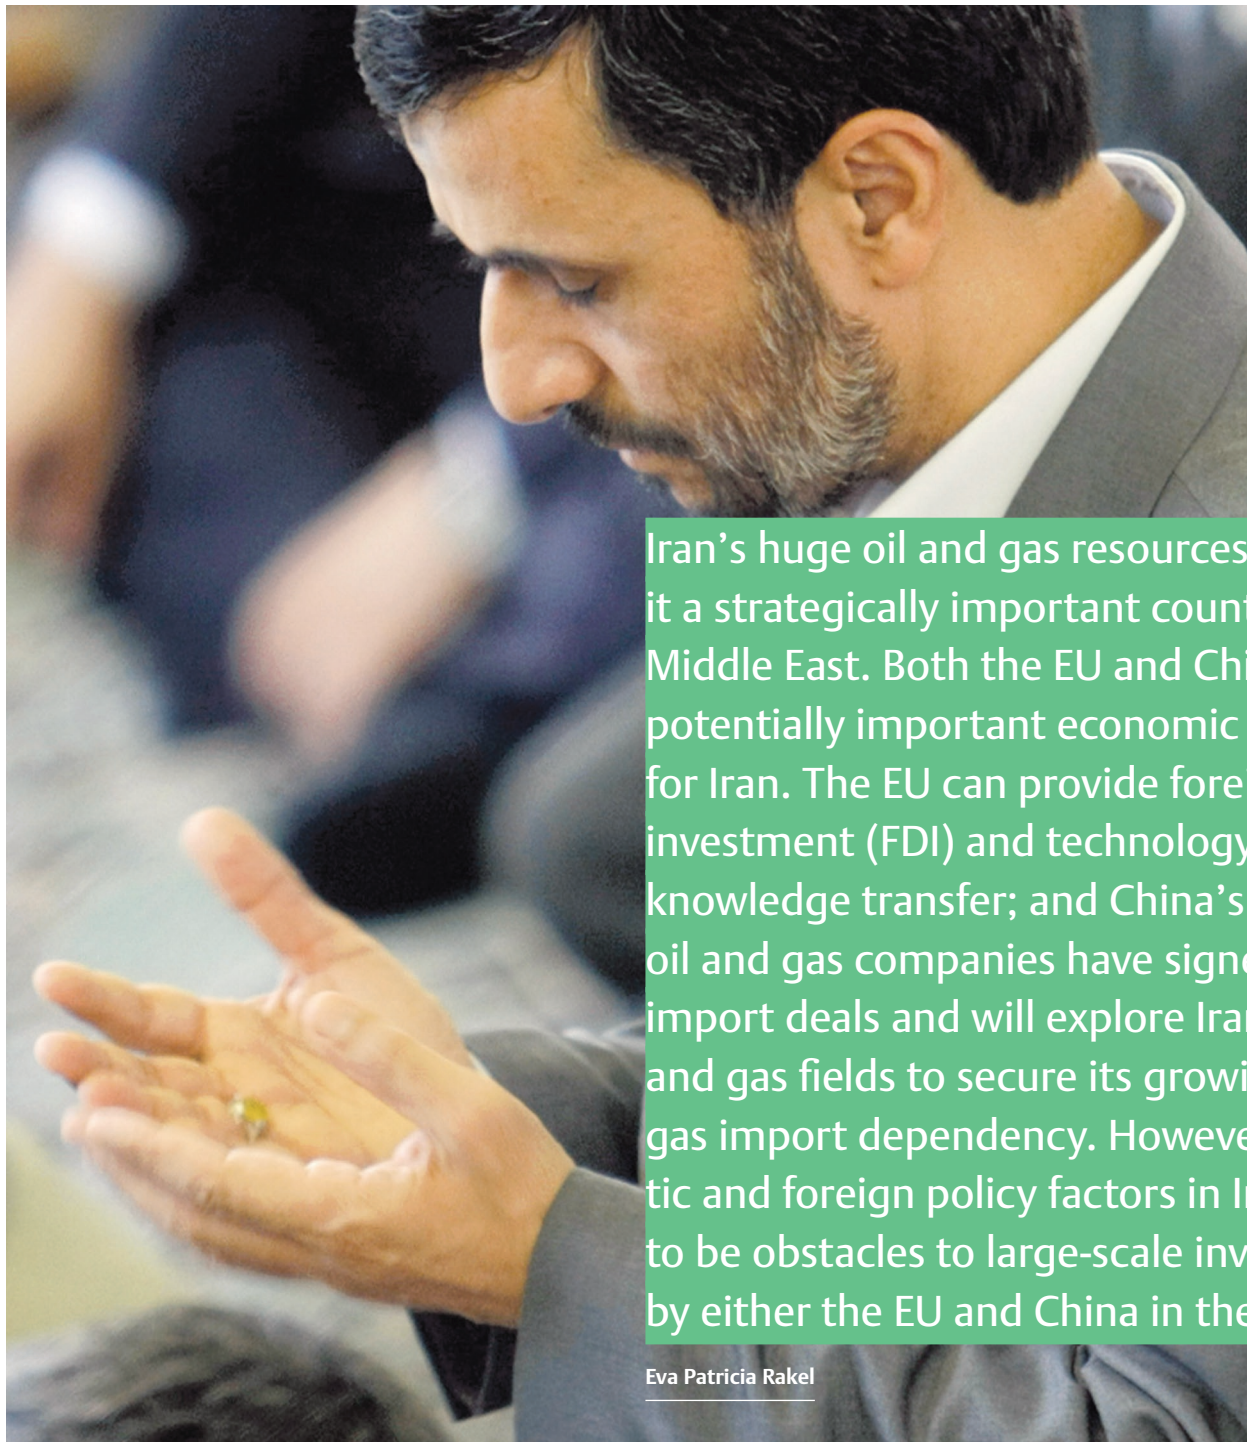 Iran’s huge oil and gas resources
it a strategically important count
Middle East. Both the EU and Chi
potentially important economic
for Iran. The EU can provide fore
investment (FDI) and technology
knowledge transfer; and China’s
oil and gas companies have signe
import deals and will explore Iran
and gas fields to secure its growi
gas import dependency. Howeve
tic and foreign policy factors in Ir
to be obstacles to large-scale inv
by either the EU and China in the
Eva Patricia Rakel